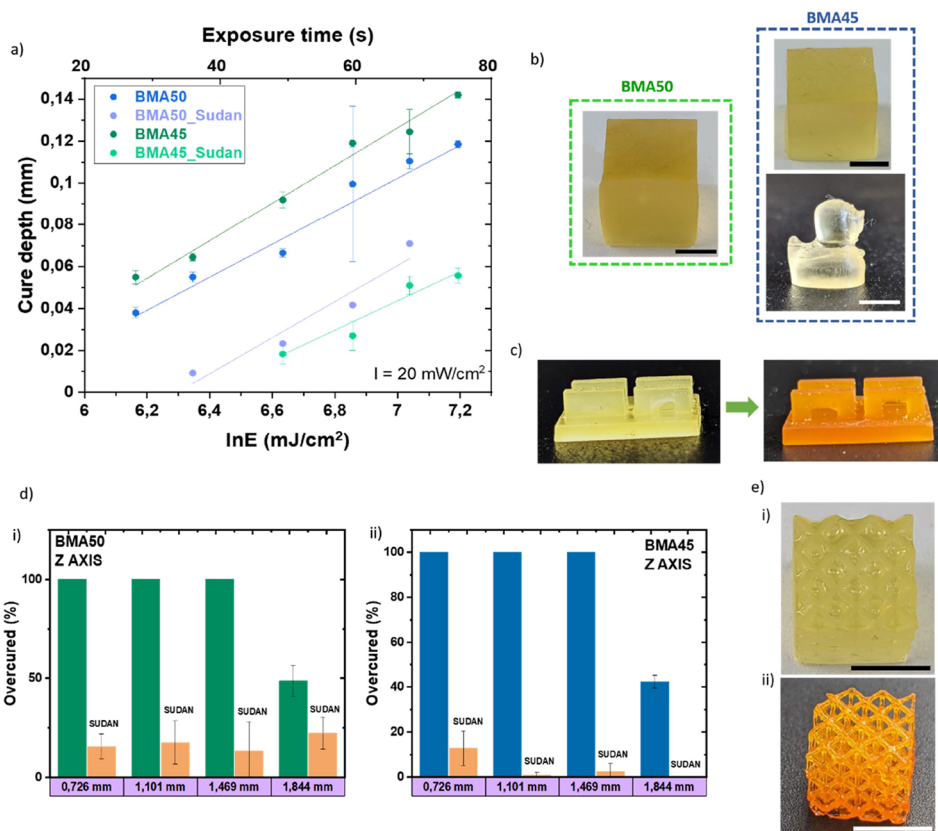 a)
Exposure time (s)
20 40 60 80
0,14
0,12
0,1
0,08
0,06
0,04
0,02
0
Cure depth (mm)
BMA50
BMA50_Sudan
BMA45
BMA45_Sudan
I = 20 mW/cm²
6 6,2 6,4 6,6 6,8 7 7,2
lnE (mJ/cm²)
b)
BMA50
BMA45
c)
d)
i)
BMA50
Z AXIS
100
50
0
Overcured (%)
SUDAN
SUDAN
SUDAN
SUDAN
0,726 mm 1,101 mm 1,469 mm 1,844 mm
ii)
BMA45
Z AXIS
100
80
60
40
20
0
Overcured (%)
SUDAN
SUDAN
SUDAN
SUDAN
0,726 mm 1,101 mm 1,469 mm 1,844 mm
e)
i)
ii)